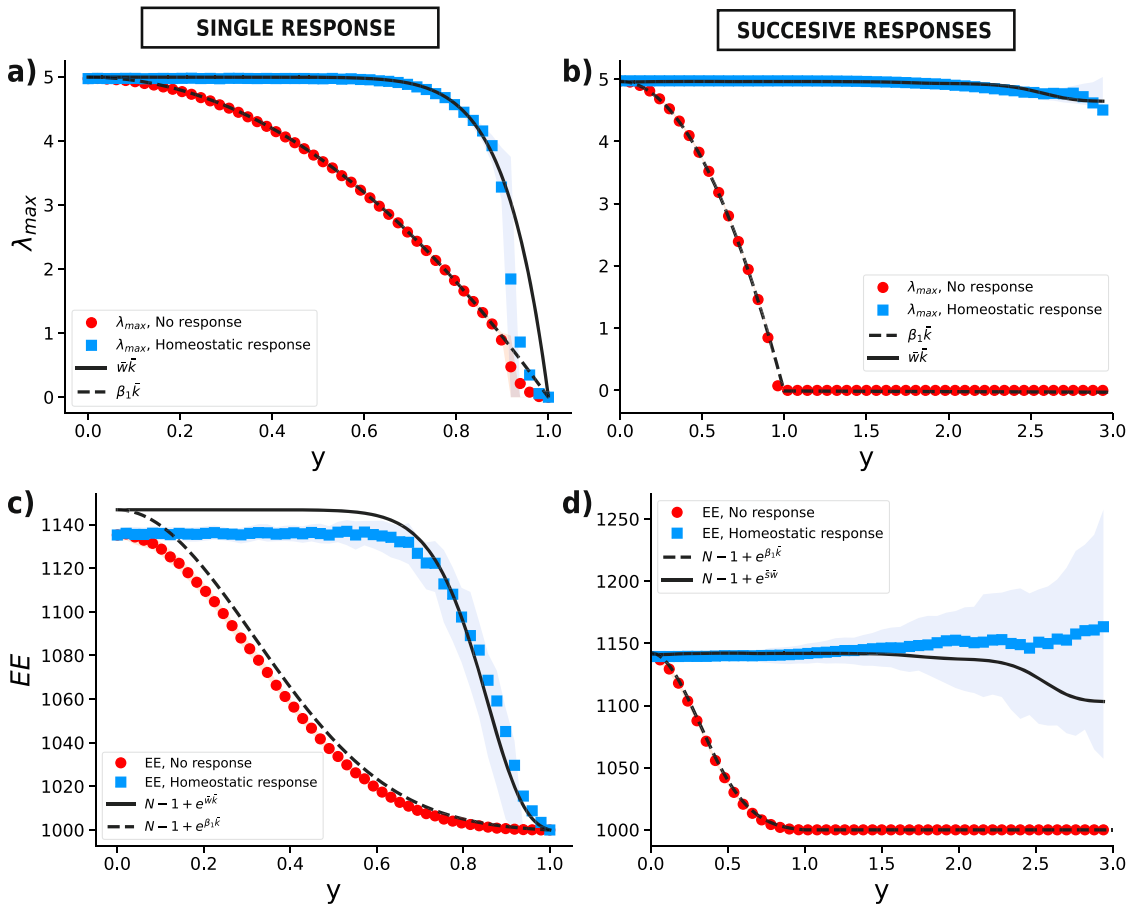 SINGLE RESPONSE
SUCCESIVE RESPONSES
a)
5
4
3
2
1
0
λmax
0.0 0.2 0.4 0.6 0.8 1.0
y
λmax, No response
λmax, Homeostatic response
w̄k̄
β₁k̄
b)
5
4
3
2
1
0
0.0 0.5 1.0 1.5 2.0 2.5 3.0
y
λmax, No response
λmax, Homeostatic response
β₁k̄
w̄k̄
c)
1140
1120
1100
1080
1060
1040
1020
1000
EE
0.0 0.2 0.4 0.6 0.8 1.0
y
EE, No response
EE, Homeostatic response
N − 1 + e^{w̄k̄}
N − 1 + e^{β₁k̄}
d)
1250
1200
1150
1100
1050
1000
0.0 0.5 1.0 1.5 2.0 2.5 3.0
y
EE, No response
EE, Homeostatic response
N − 1 + e^{β₁k̄}
N − 1 + e^{s̄w̄}